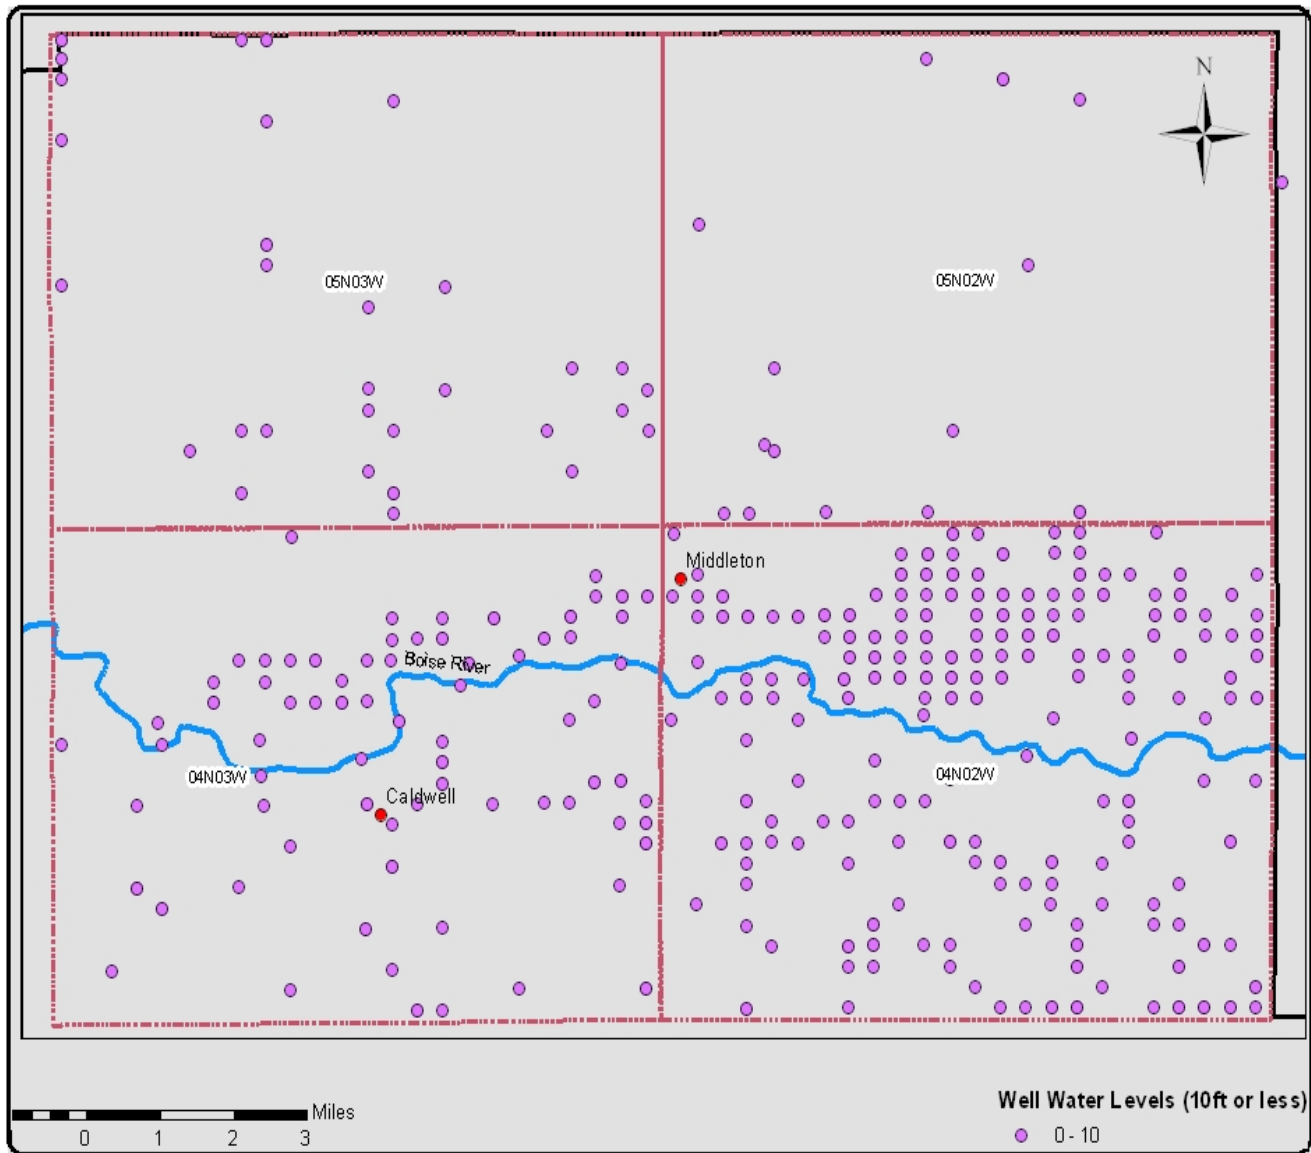 N
05N03W
05N02W
Middleton
Boise River
04N03W
04N02W
Caldwell
Miles
0 1 2 3
Well Water Levels (10ft or less)
0 - 10